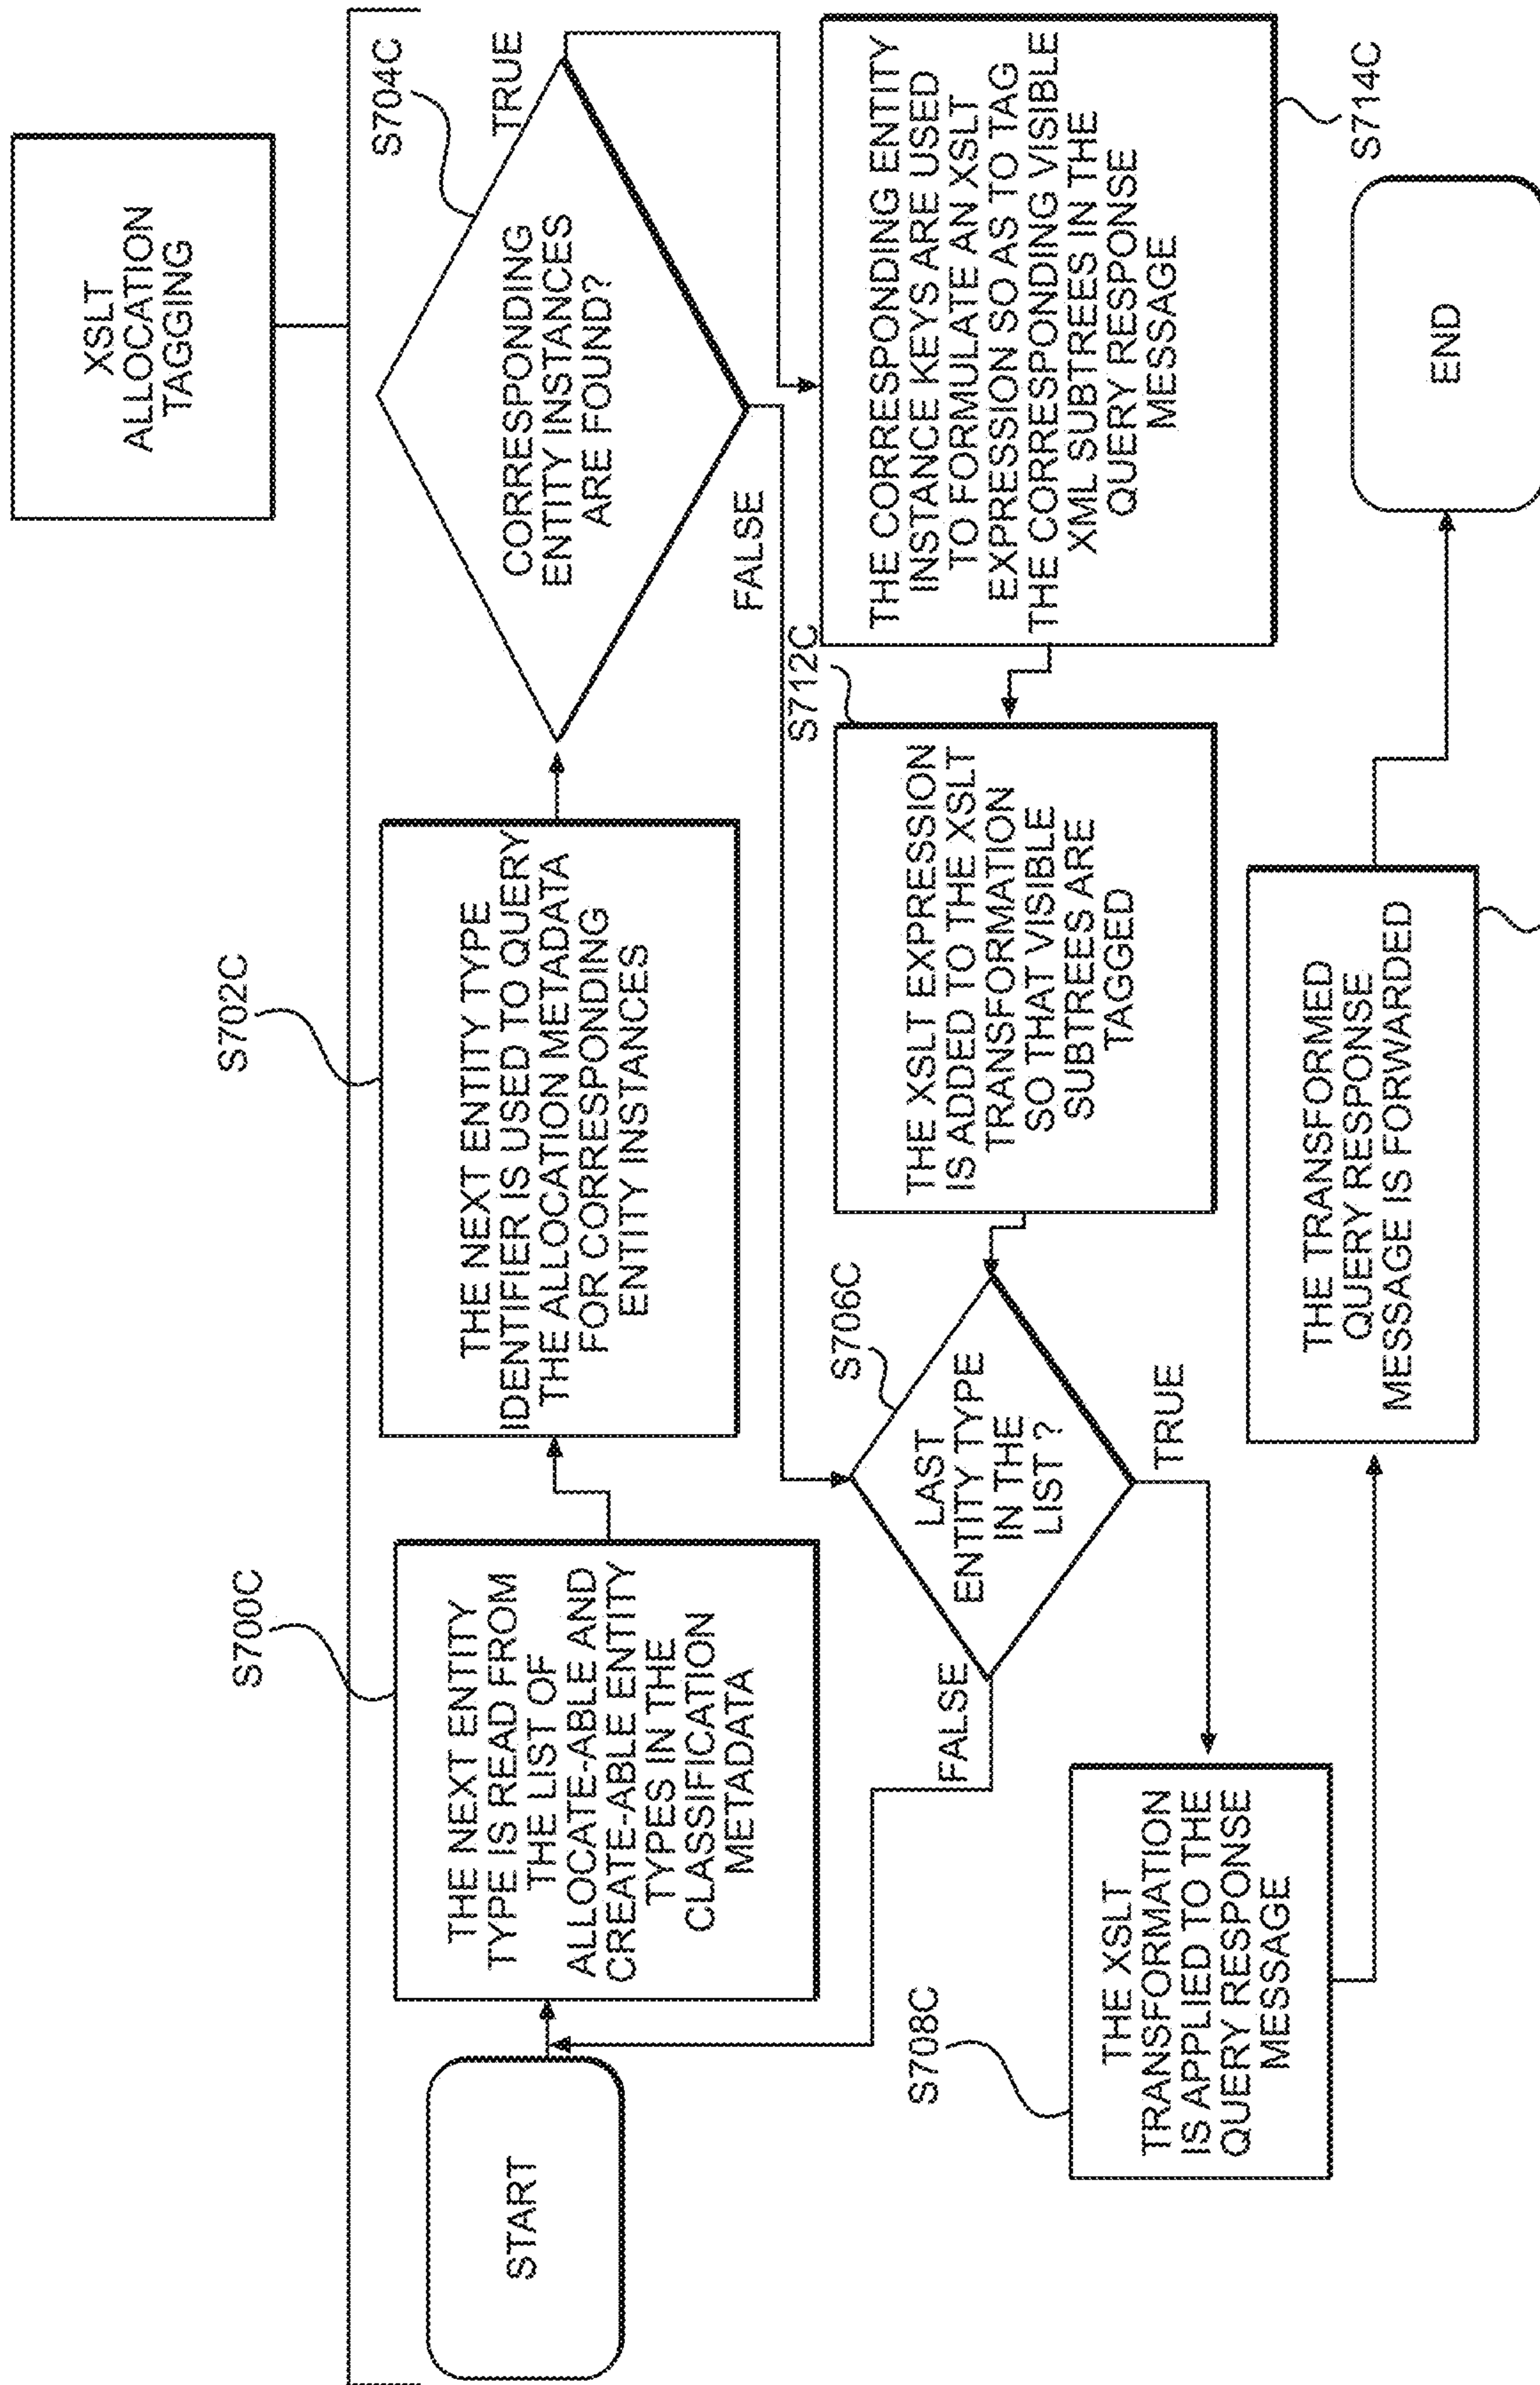 XSLT
ALLOCATION
TAGGING
START
S700C
THE NEXT ENTITY
TYPE IS READ FROM
THE LIST OF
ALLOCATE-ABLE AND
CREATE-ABLE ENTITY
TYPES IN THE
CLASSIFICATION
METADATA
S702C
THE NEXT ENTITY TYPE
IDENTIFIER IS USED TO QUERY
THE ALLOCATION METADATA
FOR CORRESPONDING
ENTITY INSTANCES
S704C
CORRESPONDING
ENTITY INSTANCES
ARE FOUND?
TRUE
FALSE
THE CORRESPONDING ENTITY
INSTANCE KEYS ARE USED
TO FORMULATE AN XSLT
EXPRESSION SO AS TO TAG
THE CORRESPONDING VISIBLE
XML SUBTREES IN THE
QUERY RESPONSE
MESSAGE
S714C
S712C
THE XSLT EXPRESSION
IS ADDED TO THE XSLT
TRANSFORMATION
SO THAT VISIBLE
SUBTREES ARE
TAGGED
S706C
LAST
ENTITY TYPE
IN THE
LIST ?
FALSE
TRUE
S708C
THE XSLT
TRANSFORMATION
IS APPLIED TO THE
QUERY RESPONSE
MESSAGE
THE TRANSFORMED
QUERY RESPONSE
MESSAGE IS FORWARDED
END